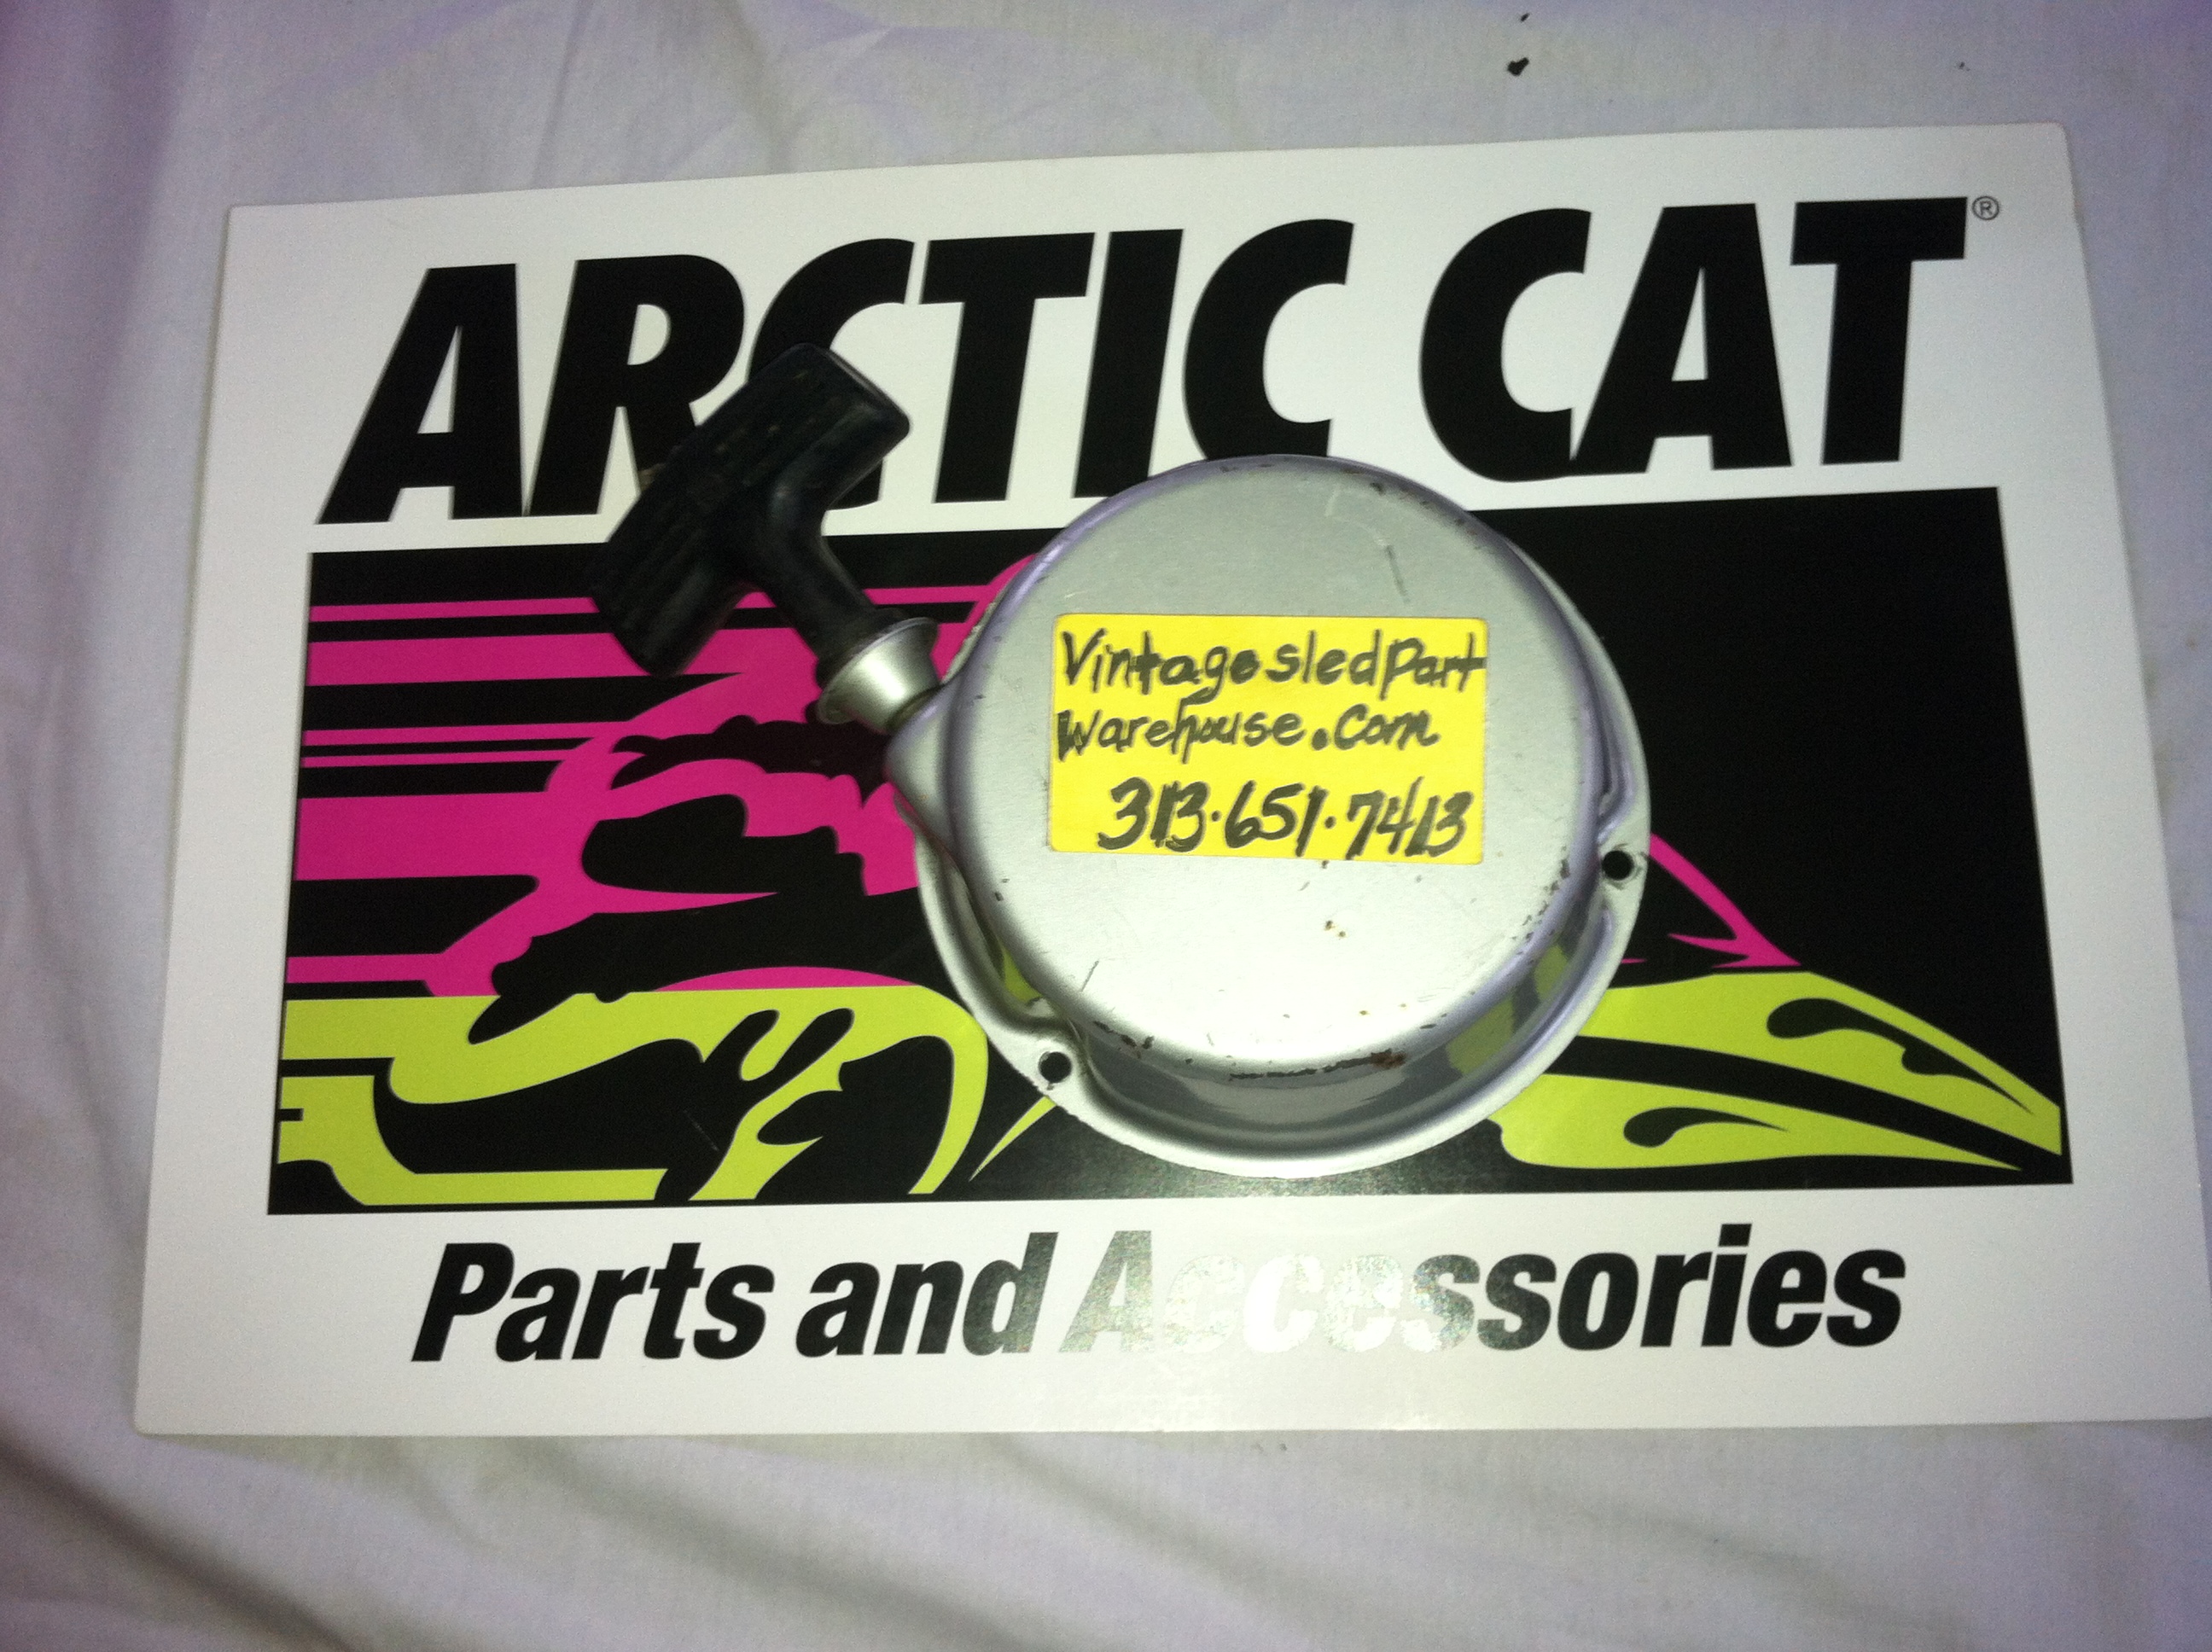 ARCTIC CAT®
Vintagesledpart
warehouse.com
313.651.7413
Parts and Accessories